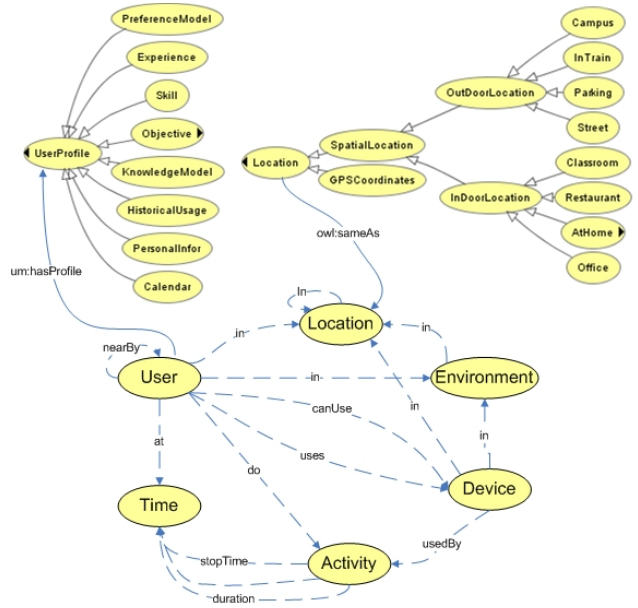 PreferenceModel
Experience
Skill
Objective
UserProfile
KnowledgeModel
HistoricalUsage
PersonalInfor
Calendar
um:hasProfile
Campus
InTrain
OutDoorLocation
Parking
Street
SpatialLocation
Location
GPSCoordinates
Classroom
InDoorLocation
Restaurant
AtHome
Office
owl:sameAs
In
Location
in
in
nearBy
User
in
Environment
canUse
in
in
at
uses
do
Time
Device
usedBy
stopTime
Activity
duration